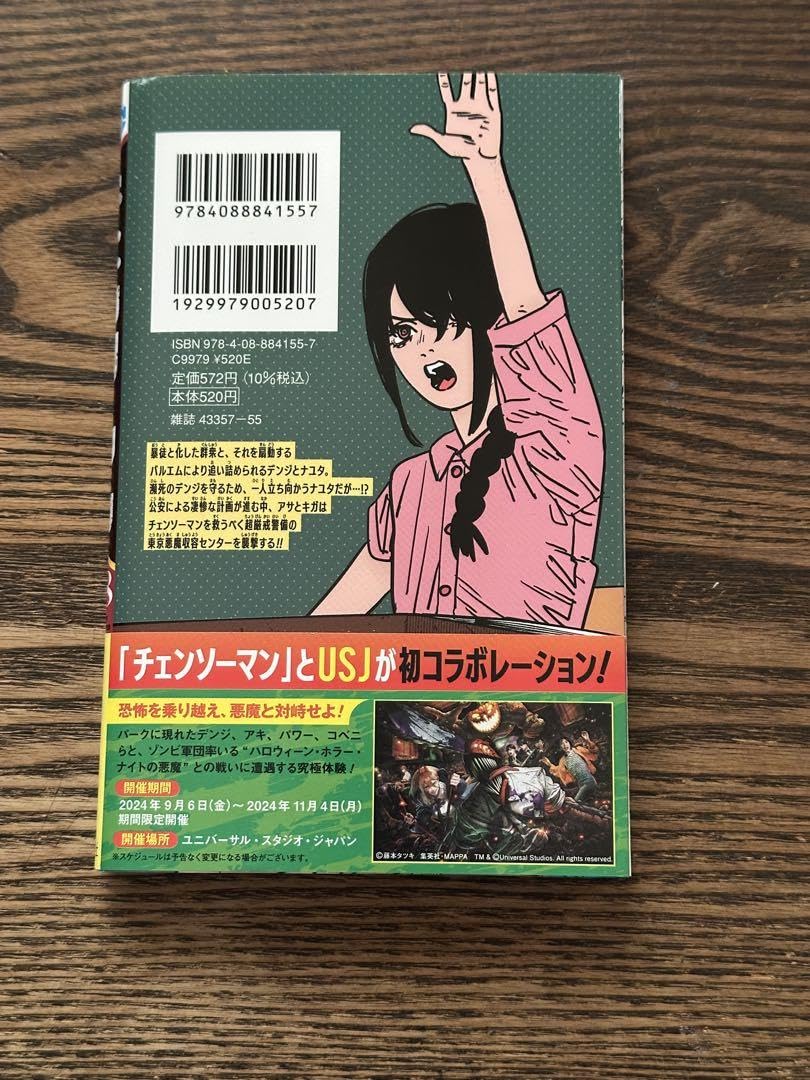 9784088841557
1929979005207
ISBN 978-4-08-884155-7
C9979 ¥520E
定価572円 (10%税込)
本体520円
雑誌 43357-55
暴徒と化した群衆と、それを扇動する
バルエムにより追い詰められるデンジとナユタ。
瀕死のデンジを守るため、一人立ち向かうナユタだが…!?
公安による凄惨な計画が進む中、アサとキガは
チェンソーマンを救うべく超厳戒警備の
東京悪魔収容センターを襲撃する!!
「チェンソーマン」とUSJが初コラボレーション!
恐怖を乗り越え、悪魔と対峙せよ!
パークに現れたデンジ、アキ、パワー、コベニ
らと、ゾンビ軍団率いる“ハロウィーン・ホラー・
ナイトの悪魔”との戦いに遭遇する究極体験!
開催期間
2024年9月6日(金)〜2024年11月4日(月)
期間限定開催
開催場所 ユニバーサル・スタジオ・ジャパン
※スケジュールは予告なく変更になる場合がございます。
©藤本タツキ 集英社・MAPPA TM & ©Universal Studios. All rights reserved.